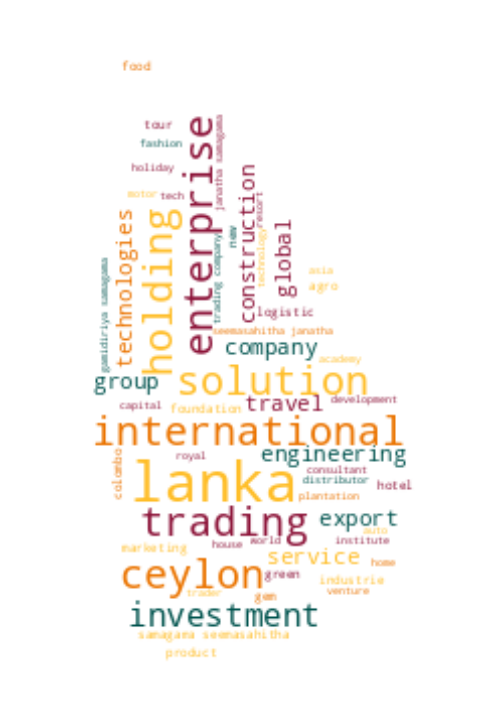 food
tour
fashion
holiday
motor
tech
enterprise
janatha samagama
holding
technologies
gamidiriya samagama
trading company
new
construction
resort
technology
global
asia
agro
logistic
seemasahitha janatha
company
academy
group
solution
capital
foundation
travel
development
international
engineering
royal
colombo
lanka
consultant
distributor
hotel
plantation
trading
export
auto
institute
house
world
marketing
service
home
ceylon
green
industrie
venture
trader
gem
investment
samagama seemasahitha
product